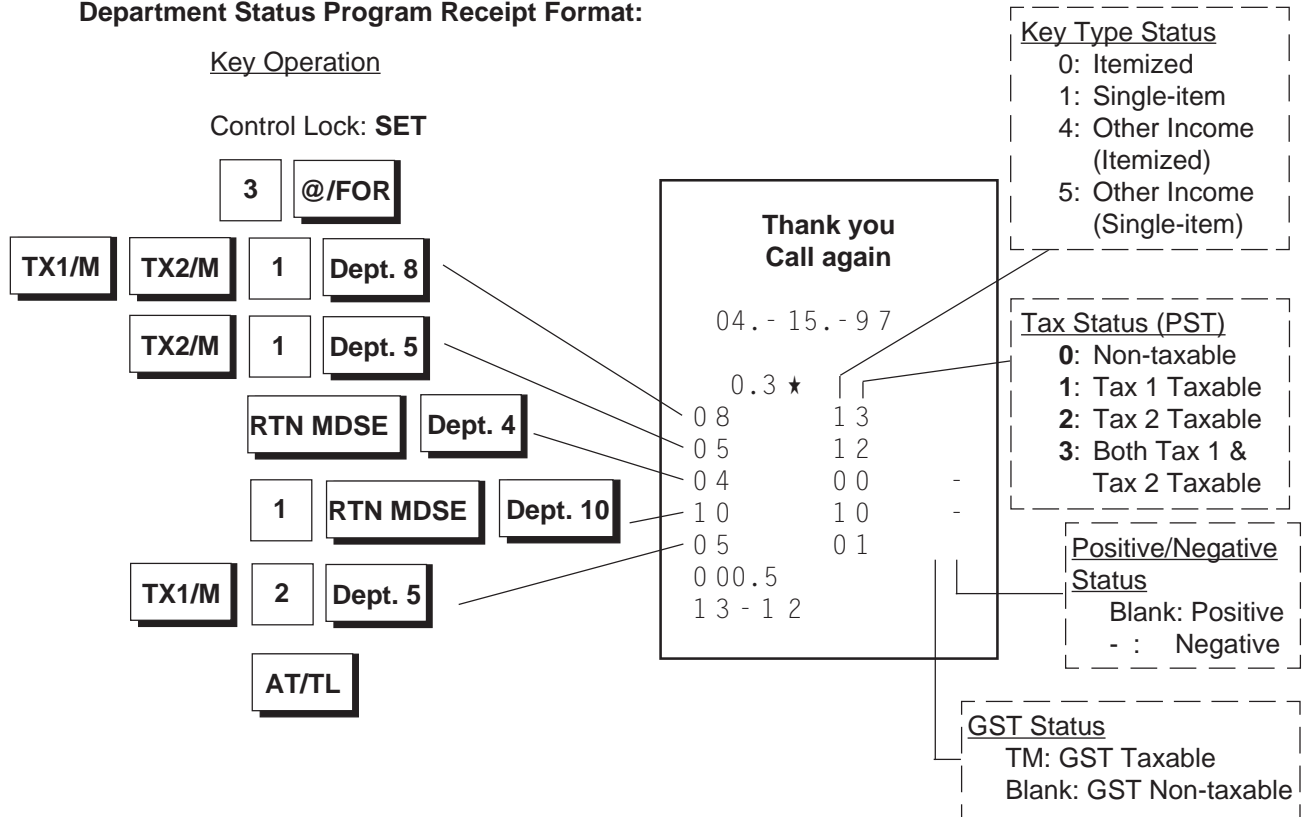 Department Status Program Receipt Format:
Key Operation
Control Lock: SET
3 @/FOR
TX1/M TX2/M 1 Dept. 8
TX2/M 1 Dept. 5
RTN MDSE Dept. 4
1 RTN MDSE Dept. 10
TX1/M 2 Dept. 5
AT/TL
Thank you
Call again
04.-15.-97
0.3★
08 13
05 12
04 00 -
10 10 -
05 01
000.5
13-12
Key Type Status
0: Itemized
1: Single-item
4: Other Income
(Itemized)
5: Other Income
(Single-item)
Tax Status (PST)
0: Non-taxable
1: Tax 1 Taxable
2: Tax 2 Taxable
3: Both Tax 1 &
Tax 2 Taxable
Positive/Negative
Status
Blank: Positive
- : Negative
GST Status
TM: GST Taxable
Blank: GST Non-taxable